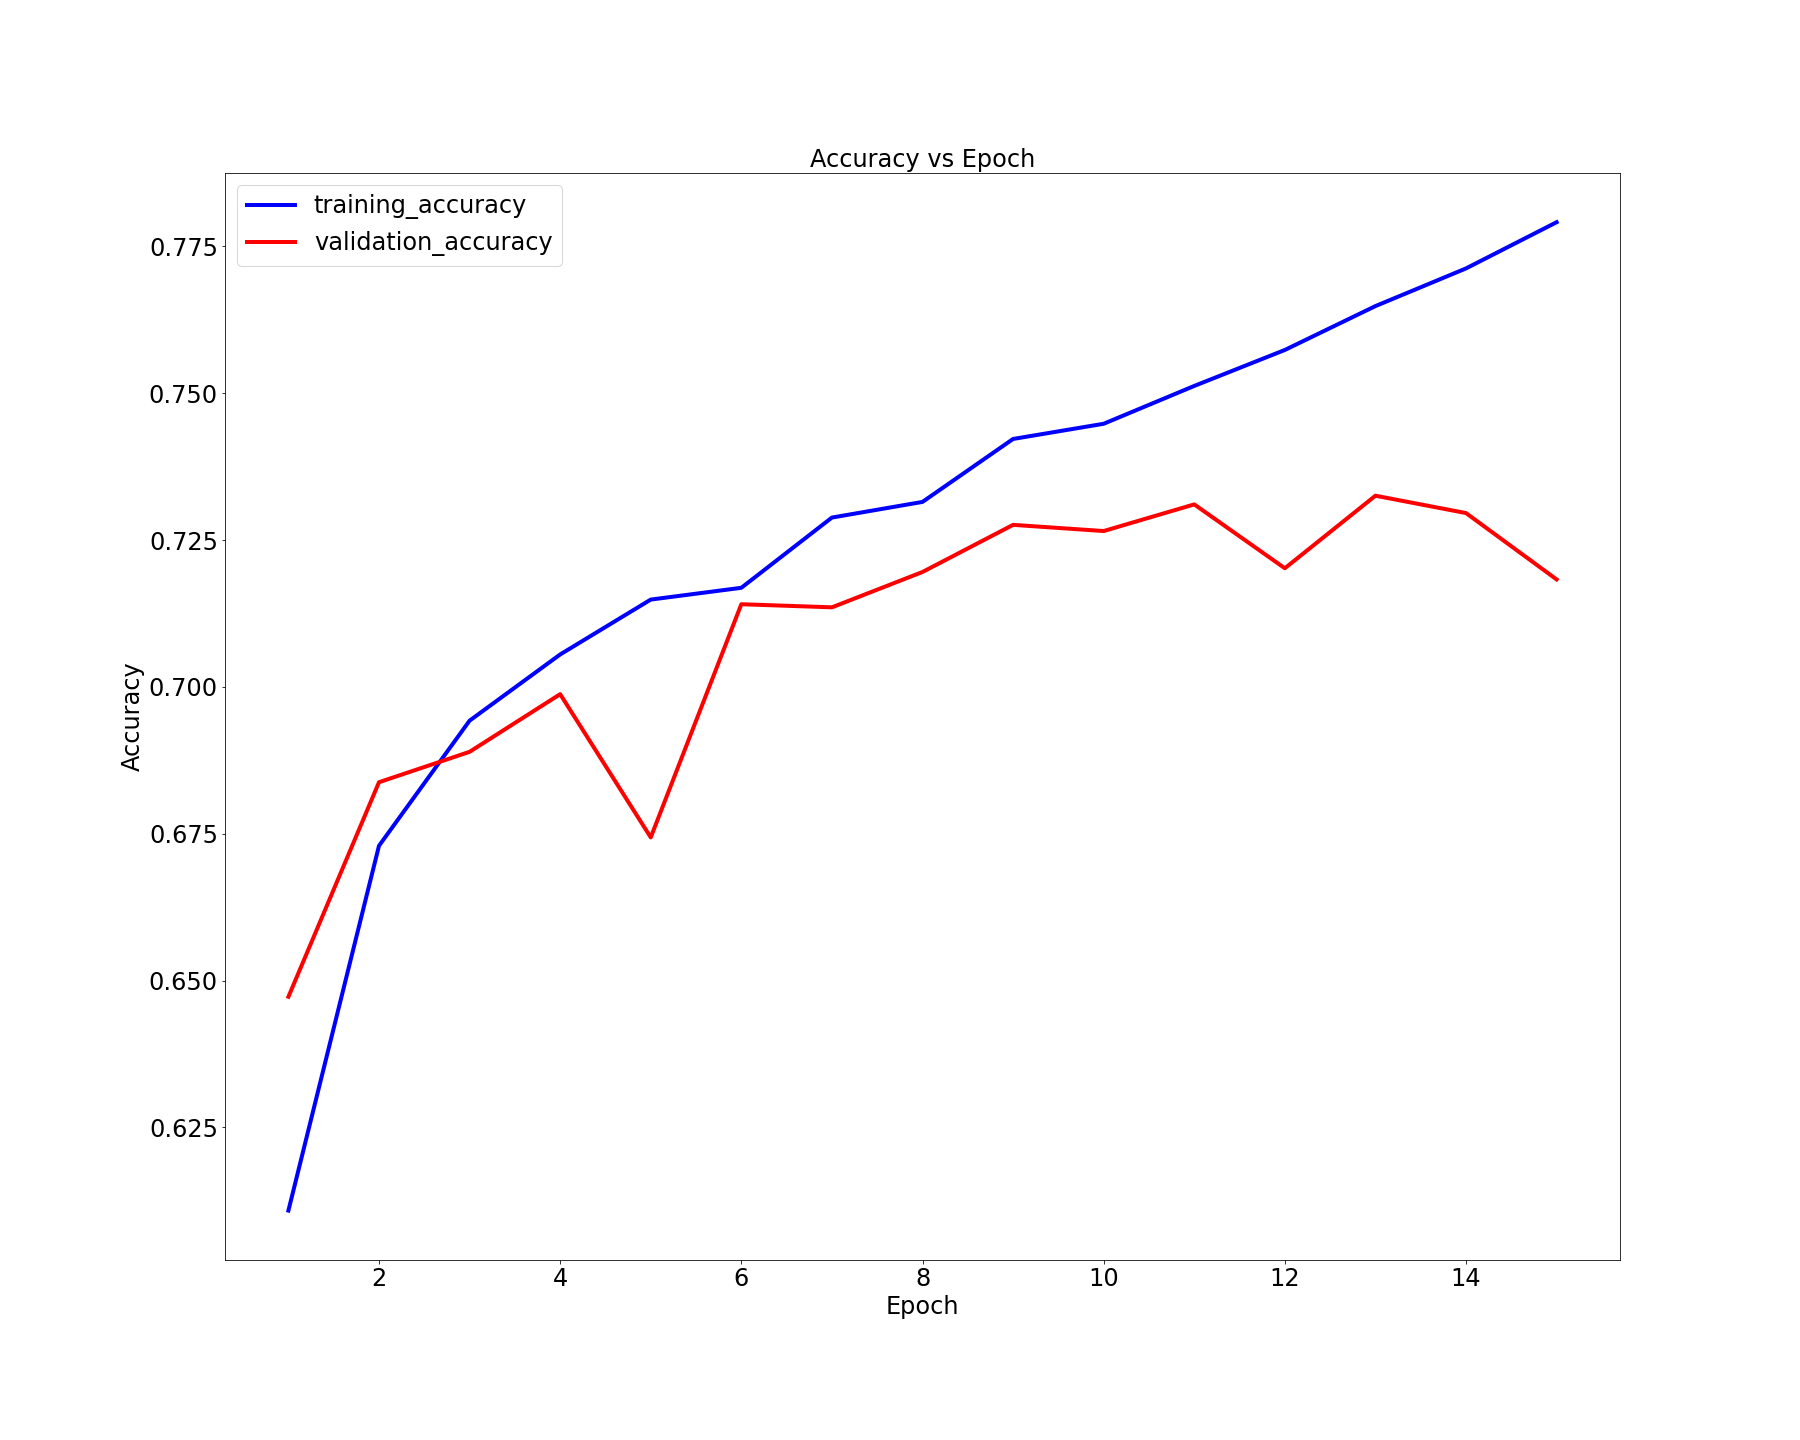 Accuracy vs Epoch
training_accuracy
validation_accuracy
0.775
0.750
0.725
0.700
0.675
0.650
0.625
Accuracy
2 4 6 8 10 12 14
Epoch